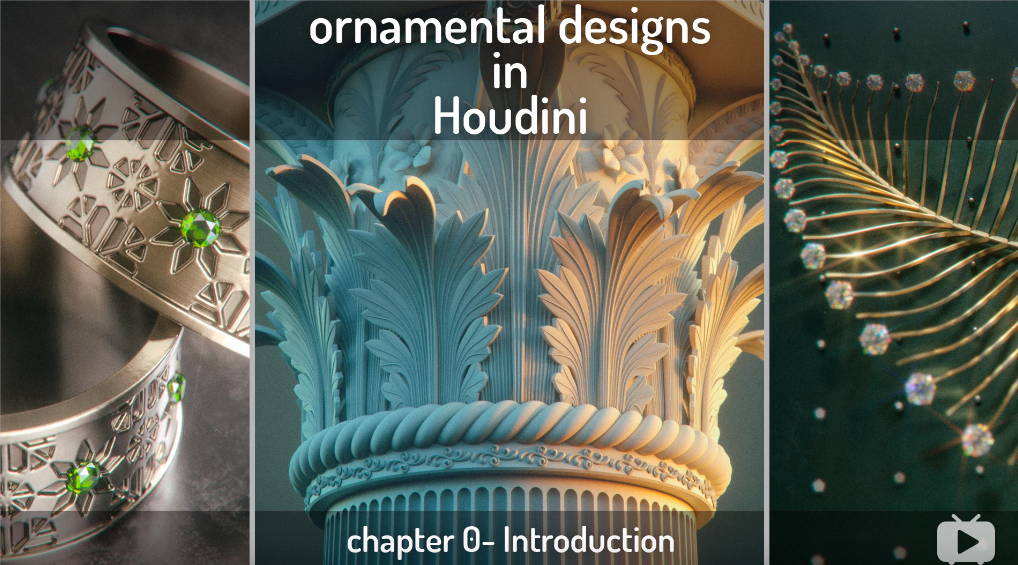 ornamental designs
in
Houdini
chapter 0- Introduction